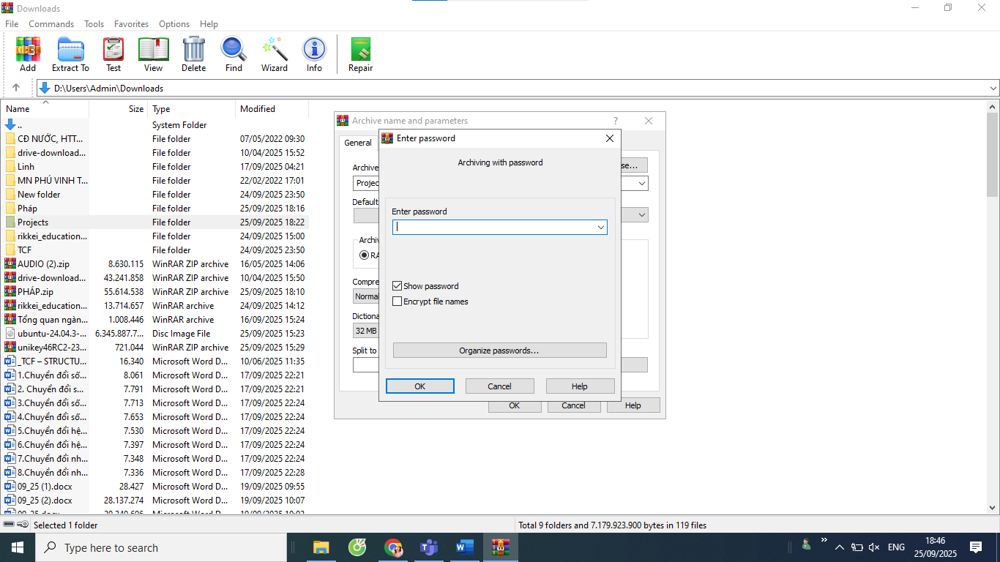 Downloads
File Commands Tools Favorites Options Help
Add Extract To Test View Delete Find Wizard Info Repair
D:\Users\Admin\Downloads
Name Size Type Modified
.. System Folder
CĐ NƯỚC, HTT... File folder 07/05/2022 09:30
drive-download... File folder 10/04/2025 15:52
Linh File folder 17/09/2025 04:21
MN PHÚ VINH T... File folder 22/02/2022 17:01
New folder File folder 24/09/2025 23:50
Pháp File folder 25/09/2025 18:16
Projects File folder 25/09/2025 18:22
rikkei_education... File folder 24/09/2025 15:00
TCF File folder 24/09/2025 23:50
AUDIO (2).zip 8.630.115 WinRAR ZIP archive 16/05/2025 14:06
drive-download... 43.241.858 WinRAR ZIP archive 10/04/2025 15:50
PHÁP.zip 55.614.538 WinRAR ZIP archive 25/09/2025 18:10
rikkei_education... 13.714.657 WinRAR archive 24/09/2025 14:12
Tổng quan ngàn... 1.008.446 WinRAR archive 16/09/2025 15:24
ubuntu-24.04.3-... 6.345.887.7... Disc Image File 25/09/2025 15:23
unikey46RC2-23... 721.044 WinRAR ZIP archive 25/09/2025 15:29
_TCF – STRUCTU... 16.340 Microsoft Word D... 10/06/2025 11:35
1.Chuyển đổi số... 8.061 Microsoft Word D... 17/09/2025 22:21
2. Chuyển đổi s... 7.791 Microsoft Word D... 17/09/2025 22:21
3.Chuyển đổi số... 7.713 Microsoft Word D... 17/09/2025 22:24
4.Chuyển đổi số... 7.653 Microsoft Word D... 17/09/2025 22:24
5.Chuyển đổi hệ... 7.530 Microsoft Word D... 17/09/2025 22:24
6.Chuyển đổi hệ... 7.397 Microsoft Word D... 17/09/2025 22:24
7.Chuyển đổi nh... 7.348 Microsoft Word D... 17/09/2025 22:24
8.Chuyển đổi nh... 7.336 Microsoft Word D... 17/09/2025 22:28
09_25 (1).docx 28.427 Microsoft Word D... 19/09/2025 09:55
09_25 (2).docx 28.137.274 Microsoft Word D... 19/09/2025 10:07
Archive name and parameters
?
General
Archive
se...
Projec
Default
Archiv
RA
Compre
Normal
Dictiona
32 MB
Split to
OK Cancel Help
Enter password
Archiving with password
Enter password
Show password
Encrypt file names
Organize passwords...
OK Cancel Help
Selected 1 folder
Total 9 folders and 7.179.923.900 bytes in 119 files
Type here to search
ENG
18:46
25/09/2025